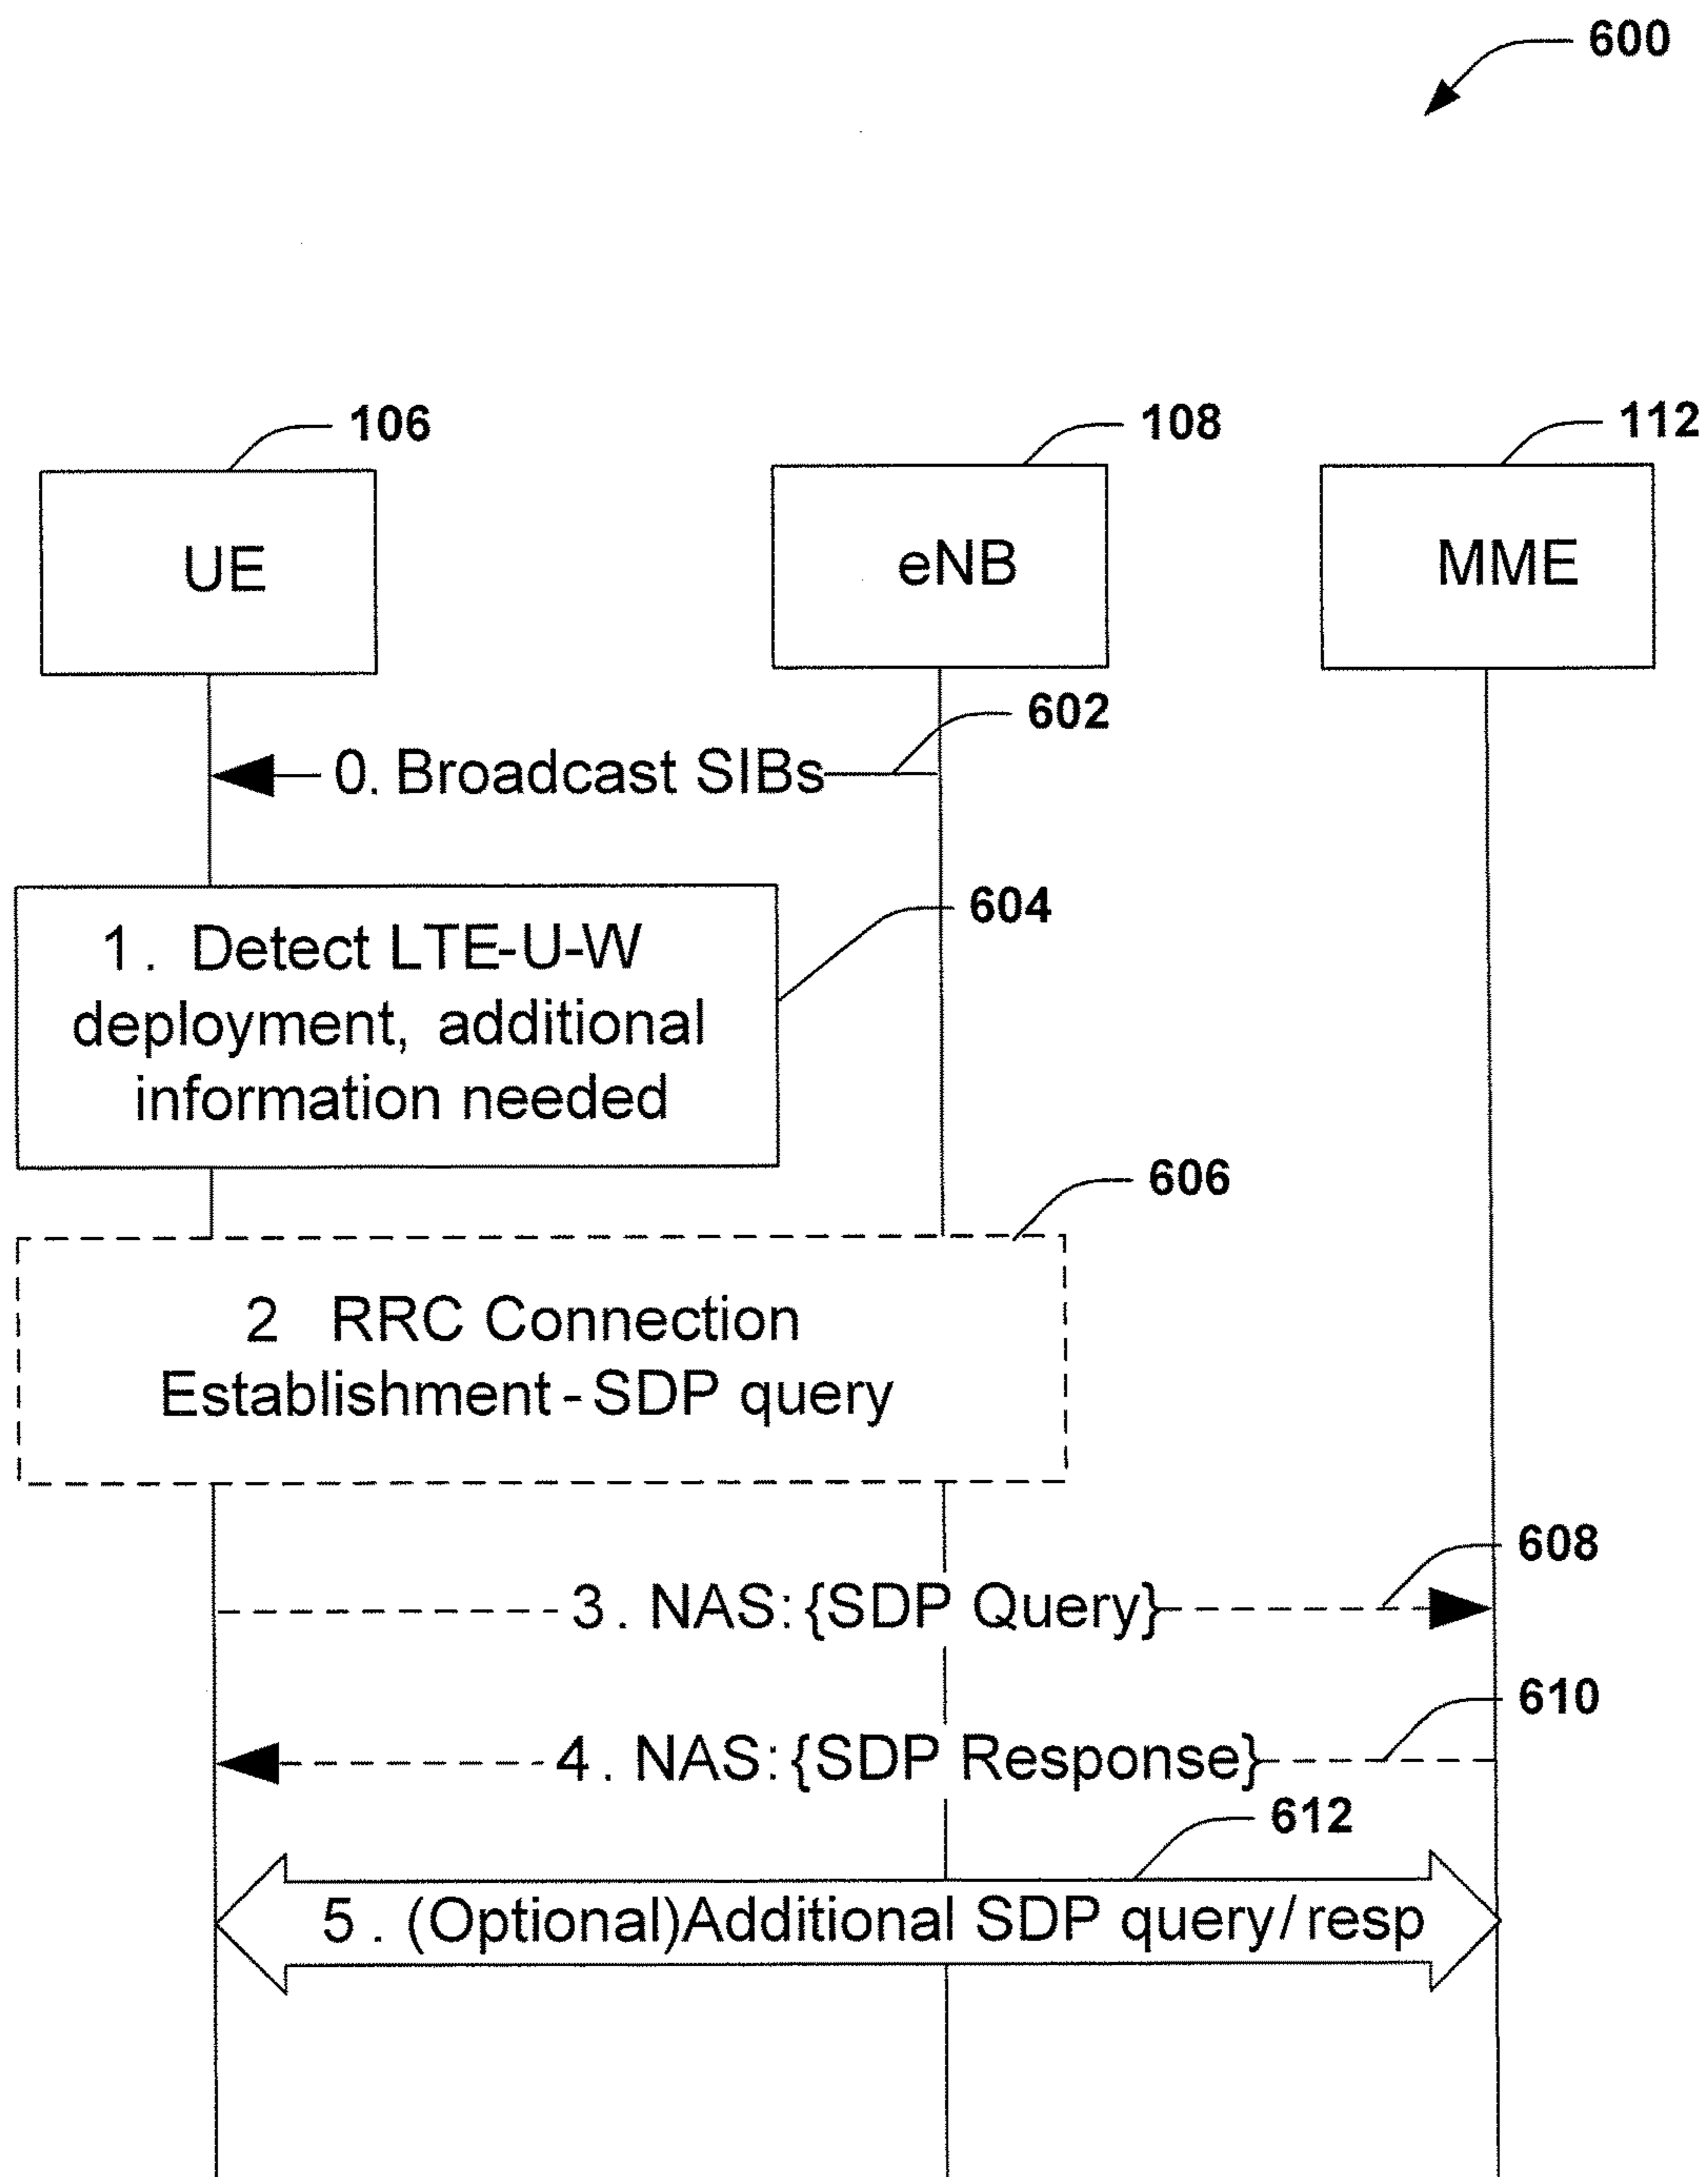 600
106
108
112
UE
eNB
MME
602
0. Broadcast SIBs
604
1. Detect LTE-U-W
deployment, additional
information needed
606
2 RRC Connection
Establishment-SDP query
608
3. NAS:{SDP Query}
610
4. NAS:{SDP Response}
612
5. (Optional)Additional SDP query/resp